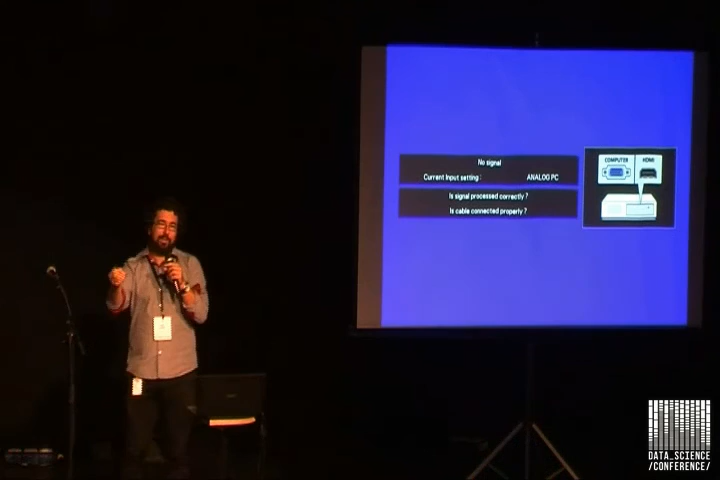 No signal
Current Input setting : ANALOG PC
Is signal processed correctly ?
Is cable connected properly ?
COMPUTER HDMI
DATA_SCIENCE
/CONFERENCE/